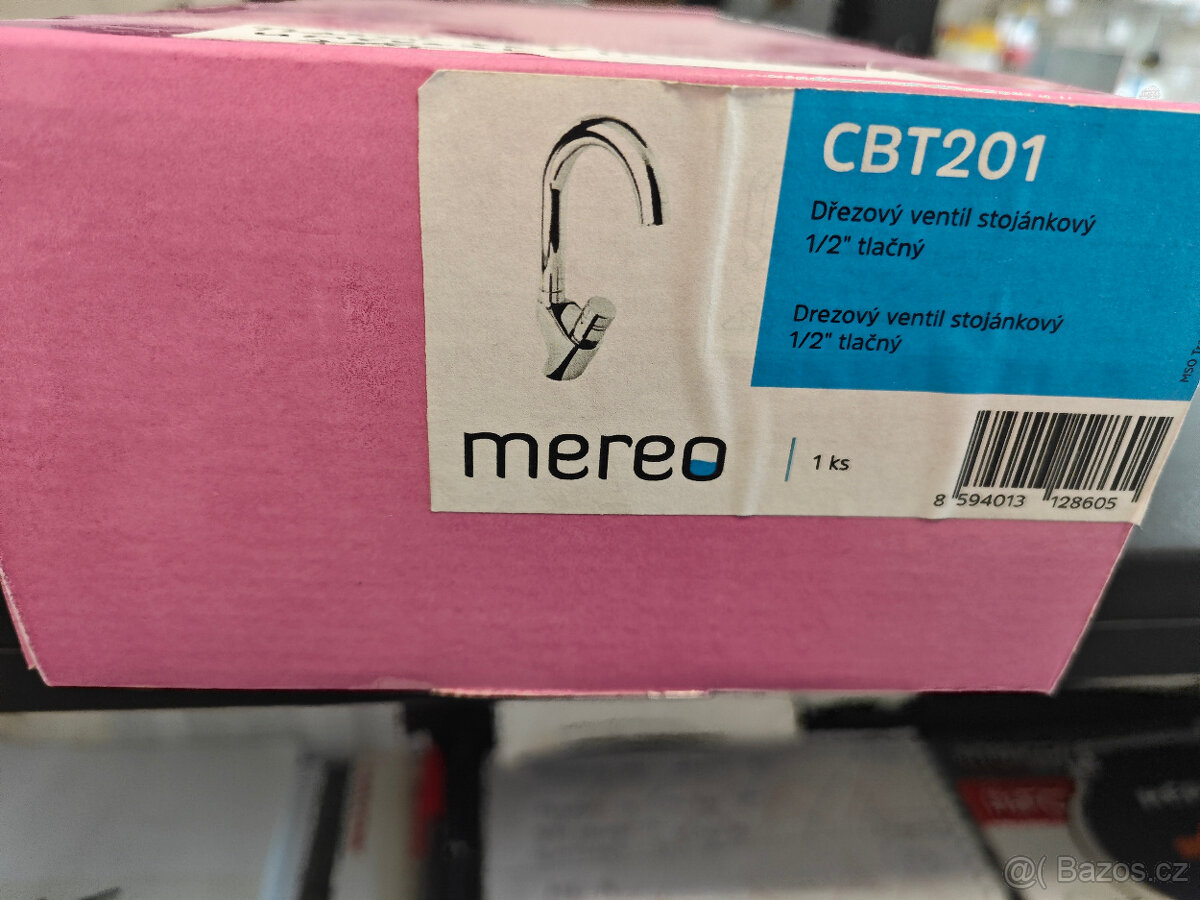 CBT201
Dřezový ventil stojánkový
1/2" tlačný
Drezový ventil stojánkový
1/2" tlačný
mereo
1 ks
8 594013 128605
MSO
@( Bazos.cz